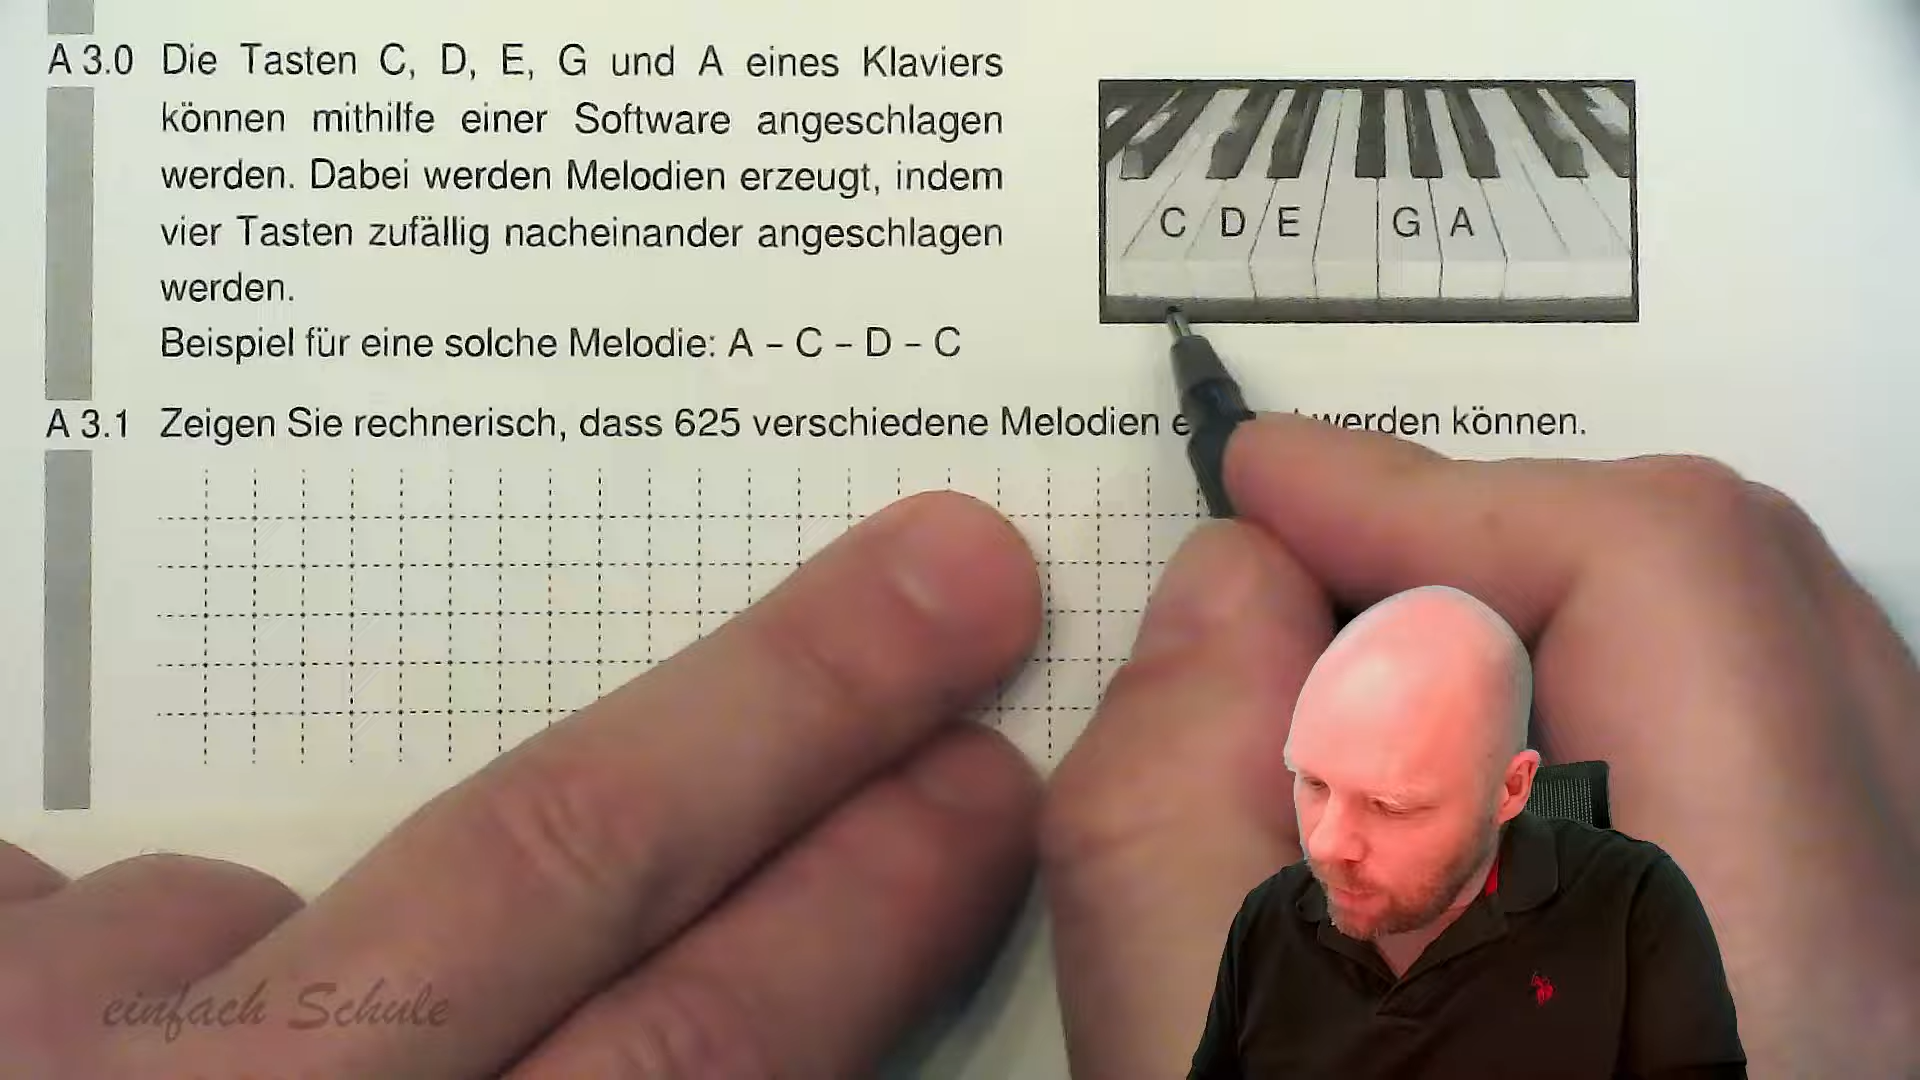 A 3.0 Die Tasten C, D, E, G und A eines Klaviers
können mithilfe einer Software angeschlagen
werden. Dabei werden Melodien erzeugt, indem
vier Tasten zufällig nacheinander angeschlagen
werden.
Beispiel für eine solche Melodie: A – C – D – C
C D E G A
A 3.1 Zeigen Sie rechnerisch, dass 625 verschiedene Melodien werden können.
einfach Schule